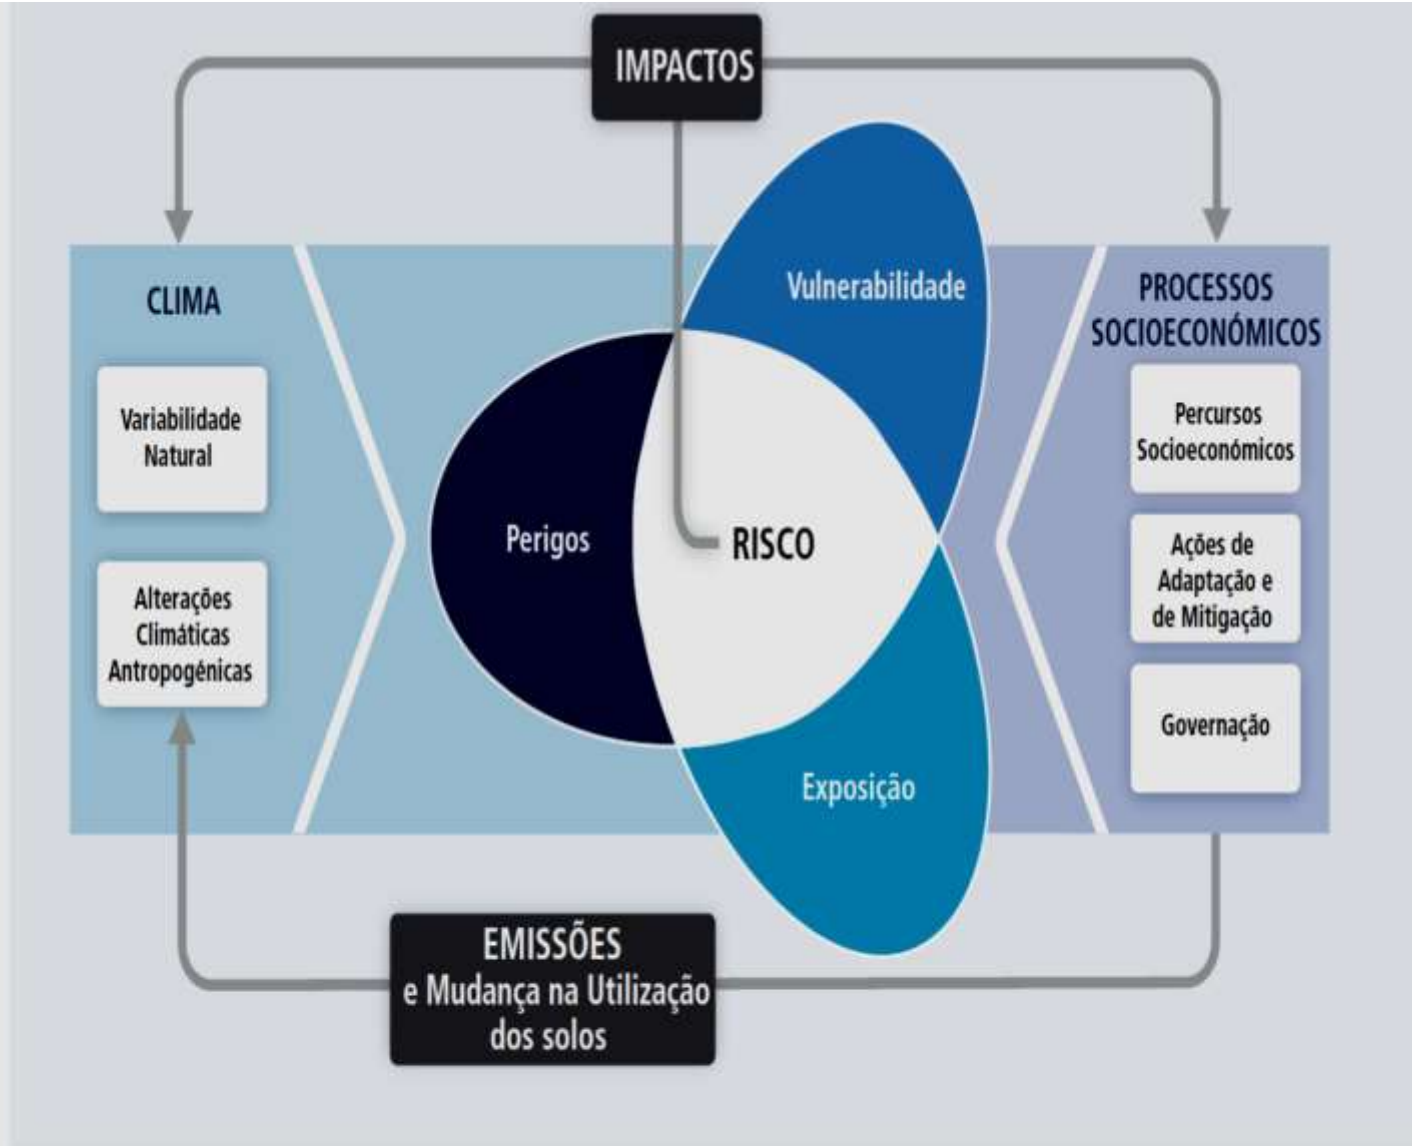 IMPACTOS
CLIMA
Variabilidade
Natural
Alterações
Climáticas
Antropogénicas
Vulnerabilidade
Perigos
RISCO
Exposição
PROCESSOS
SOCIOECONÓMICOS
Percursos
Socioeconómicos
Ações de
Adaptação e
de Mitigação
Governação
EMISSÕES
e Mudança na Utilização
dos solos